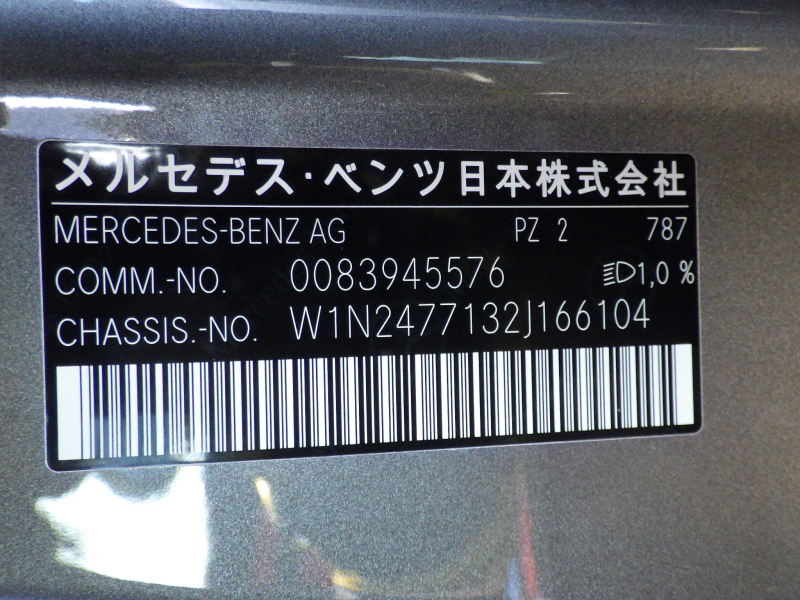 メルセデス・ベンツ日本株式会社
MERCEDES-BENZ AG PZ 2 787
COMM.-NO. 0083945576 1,0 %
CHASSIS.-NO. W1N2477132J166104